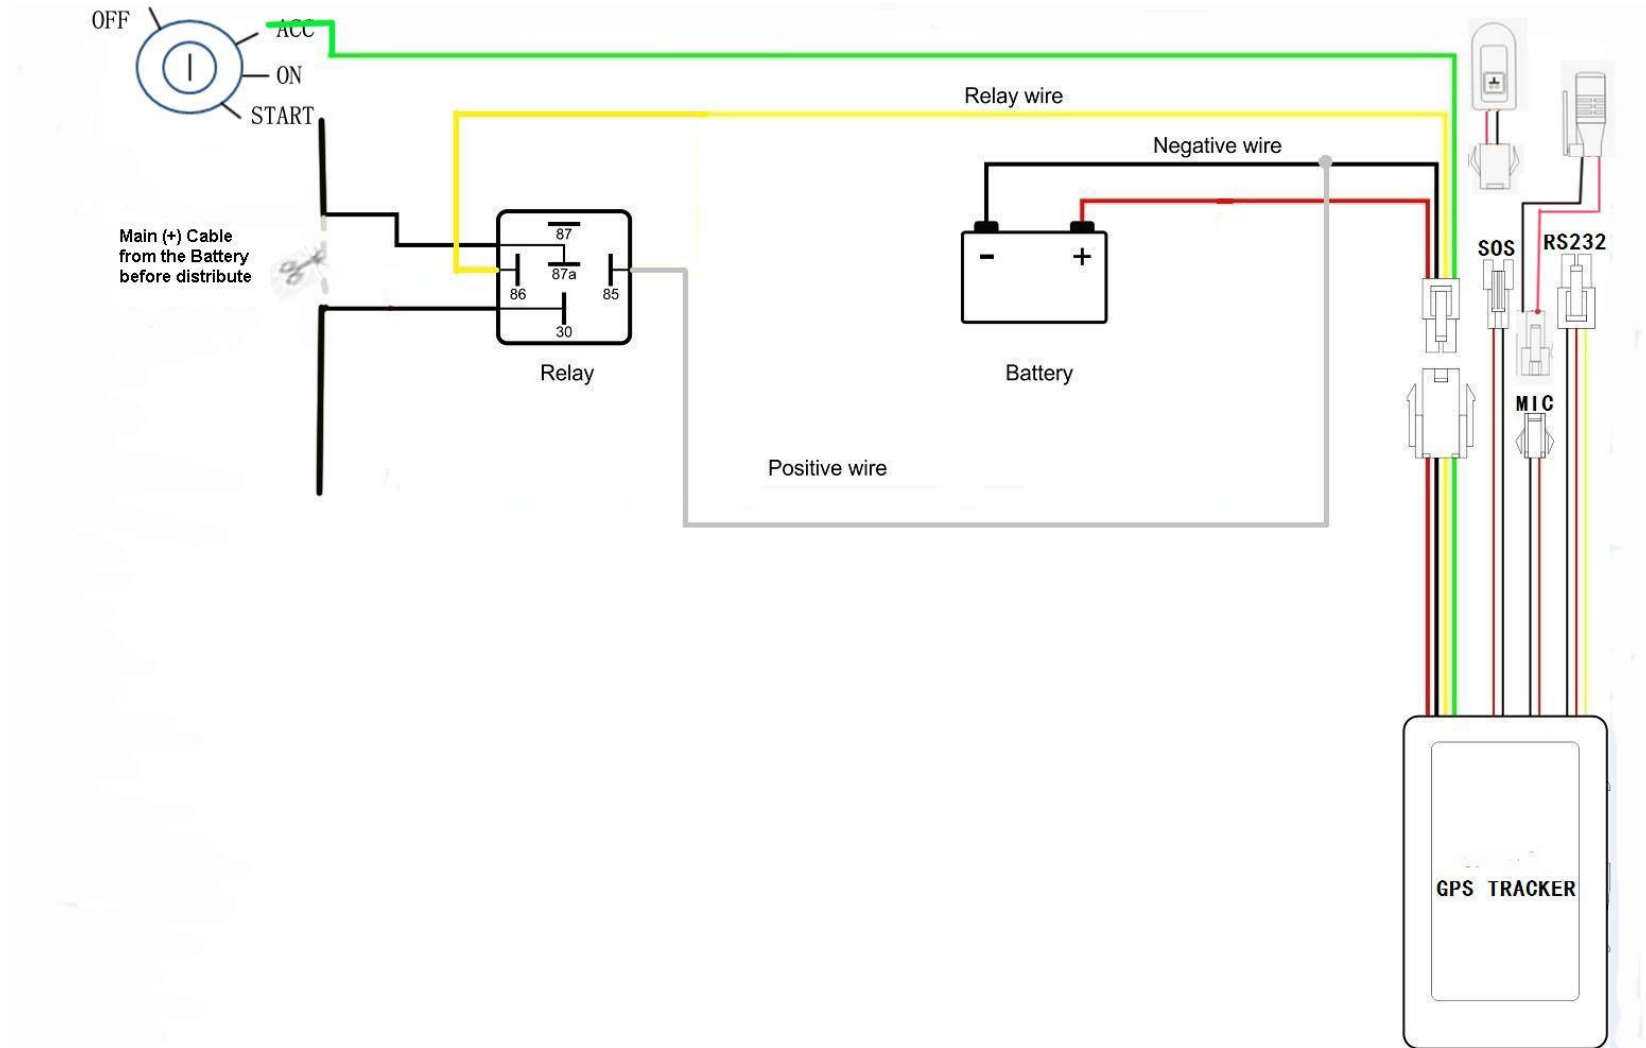 OFF
ACC
ON
START
Relay wire
Negative wire
Main (+) Cable
from the Battery
before distribute
87
87a
86
85
30
Relay
-
+
Battery
Positive wire
SOS
RS232
MIC
GPS TRACKER